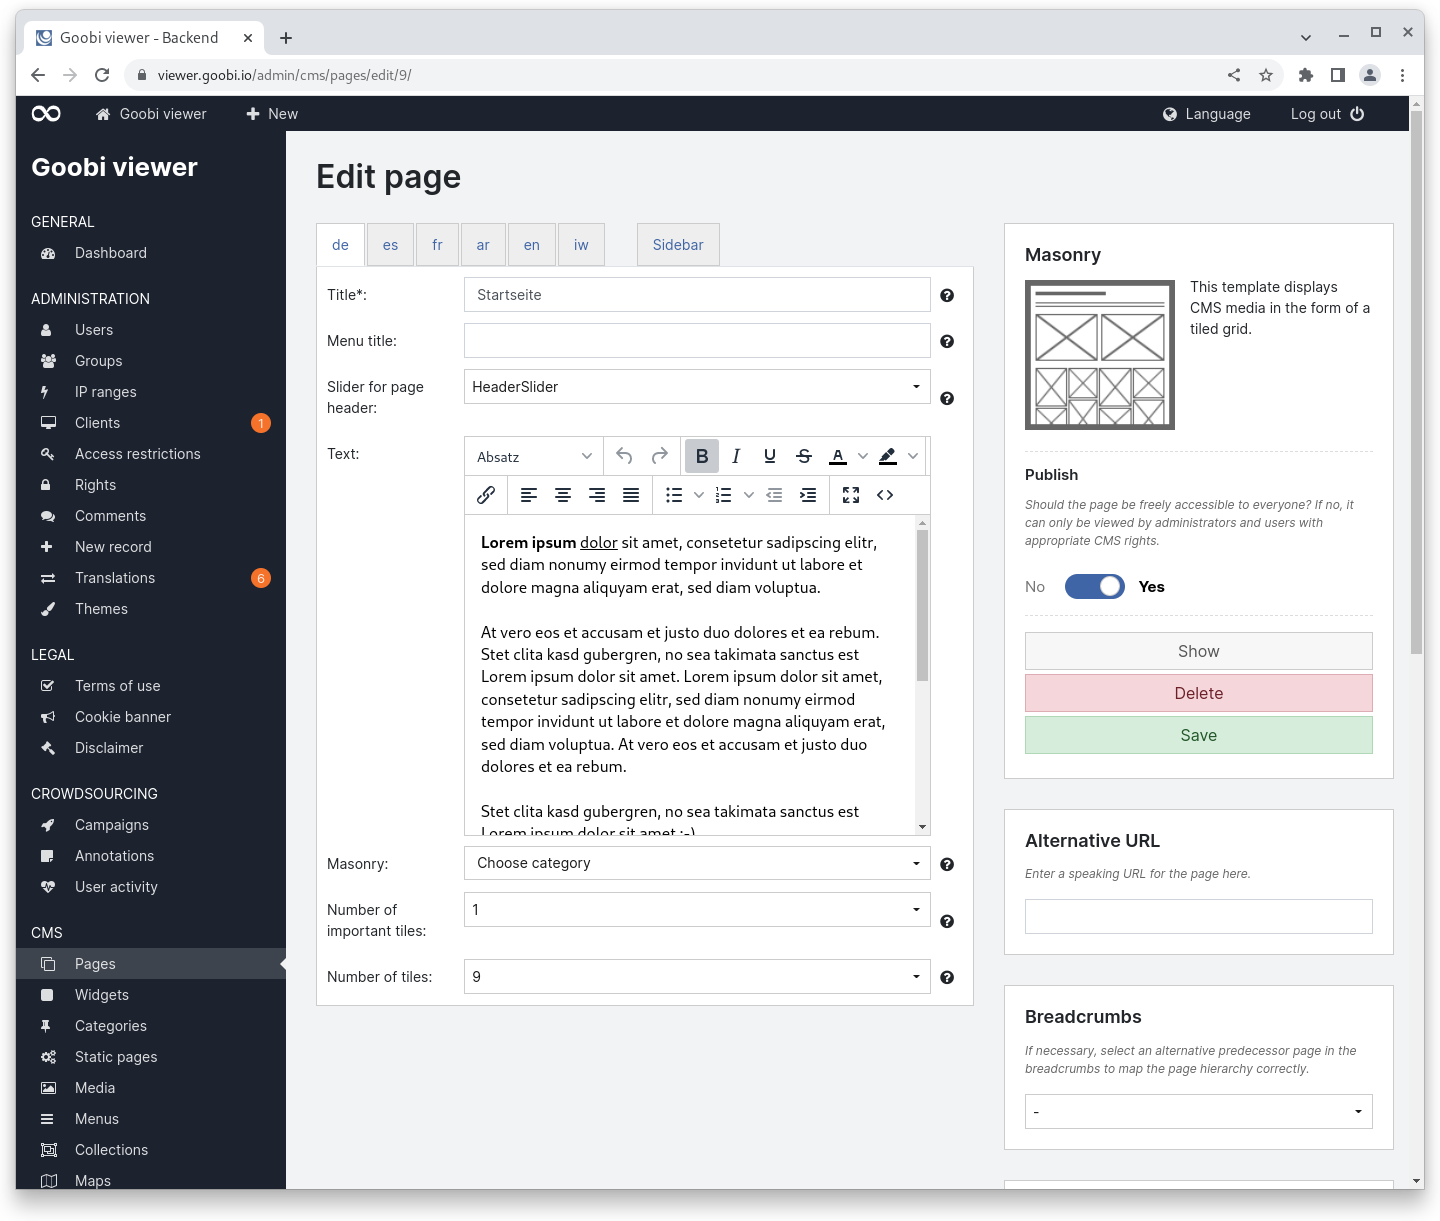 Goobi viewer - Backend
viewer.goobi.io/admin/cms/pages/edit/9/
Goobi viewer
New
Language
Log out
Goobi viewer
GENERAL
Dashboard
ADMINISTRATION
Users
Groups
IP ranges
Clients 1
Access restrictions
Rights
Comments
New record
Translations 6
Themes
LEGAL
Terms of use
Cookie banner
Disclaimer
CROWDSOURCING
Campaigns
Annotations
User activity
CMS
Pages
Widgets
Categories
Static pages
Media
Menus
Collections
Maps
Edit page
de es fr ar en iw Sidebar
Title*: Startseite
Menu title:
Slider for page
header:
HeaderSlider
Text:
Absatz
B I U S A
Lorem ipsum dolor sit amet, consetetur sadipscing elitr,
sed diam nonumy eirmod tempor invidunt ut labore et
dolore magna aliquyam erat, sed diam voluptua.
At vero eos et accusam et justo duo dolores et ea rebum.
Stet clita kasd gubergren, no sea takimata sanctus est
Lorem ipsum dolor sit amet. Lorem ipsum dolor sit amet,
consetetur sadipscing elitr, sed diam nonumy eirmod
tempor invidunt ut labore et dolore magna aliquyam erat,
sed diam voluptua. At vero eos et accusam et justo duo
dolores et ea rebum.
Stet clita kasd gubergren, no sea takimata sanctus est
Lorem ipsum dolor sit amet :-)
Masonry: Choose category
Number of
important tiles:
1
Number of tiles: 9
Masonry
This template displays
CMS media in the form of a
tiled grid.
Publish
Should the page be freely accessible to everyone? If no, it
can only be viewed by administrators and users with
appropriate CMS rights.
No Yes
Show
Delete
Save
Alternative URL
Enter a speaking URL for the page here.
Breadcrumbs
If necessary, select an alternative predecessor page in the
breadcrumbs to map the page hierarchy correctly.
-